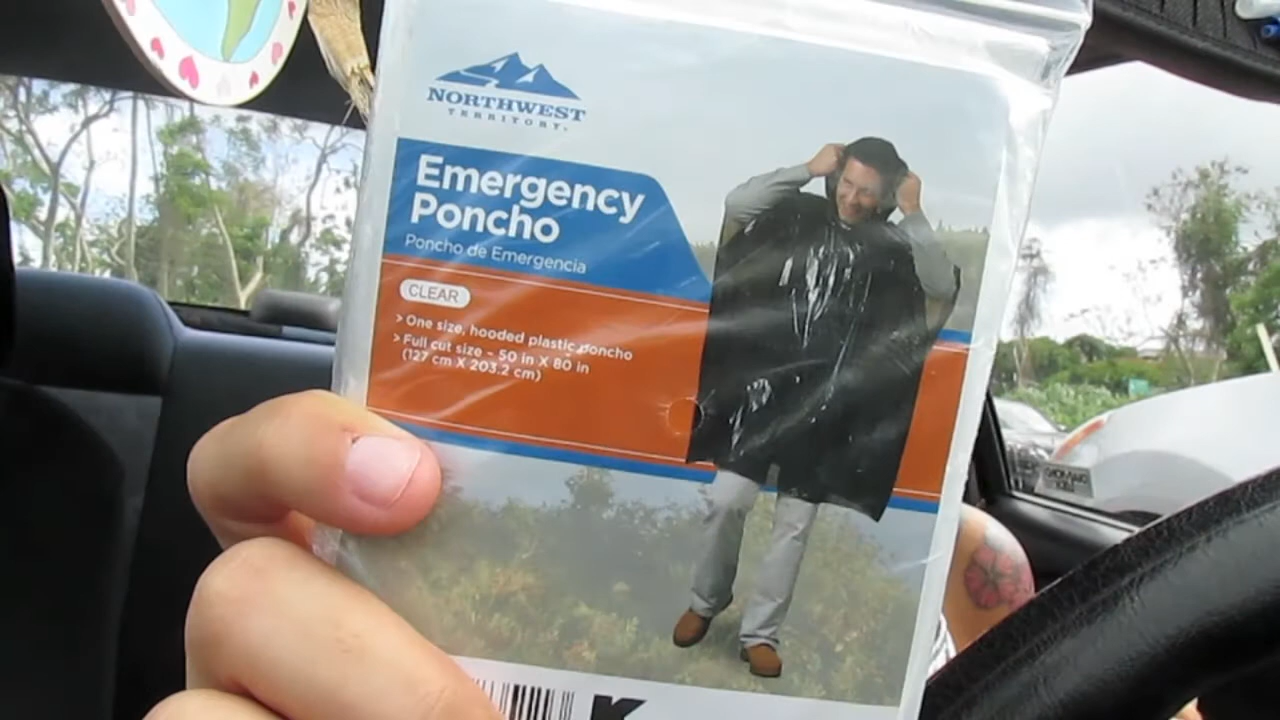 NORTHWEST
TERRITORY.
Emergency
Poncho
Poncho de Emergencia
CLEAR
> One size, hooded plastic poncho
> Full cut size - 50 in X 80 in
(127 cm X 203.2 cm)
K